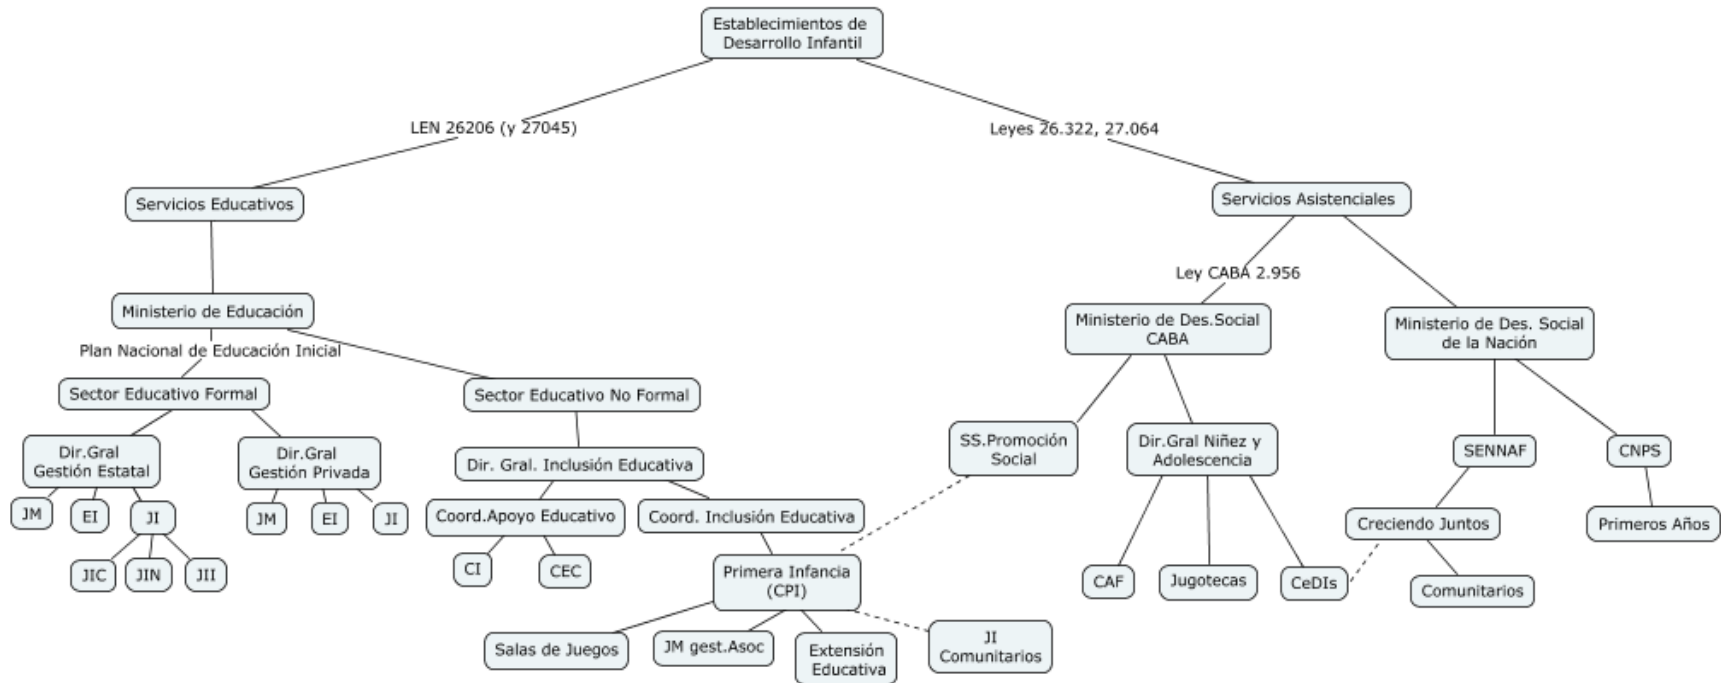 Establecimientos de
Desarrollo Infantil
LEN 26206 (y 27045)
Leyes 26.322, 27.064
Servicios Educativos
Servicios Asistenciales
Ley CABA 2.956
Ministerio de Educación
Ministerio de Des.Social
CABA
Ministerio de Des. Social
de la Nación
Plan Nacional de Educación Inicial
Sector Educativo Formal
Sector Educativo No Formal
Dir.Gral
Gestión Estatal
Dir.Gral
Gestión Privada
Dir. Gral. Inclusión Educativa
SS.Promoción
Social
Dir.Gral Niñez y
Adolescencia
SENNAF
CNPS
JM
EI
JI
JM
EI
JI
Coord.Apoyo Educativo
Coord. Inclusión Educativa
Creciendo Juntos
Primeros Años
JIC
JIN
JII
CI
CEC
Primera Infancia
(CPI)
CAF
Jugotecas
CeDIs
Comunitarios
Salas de Juegos
JM gest.Asoc
Extensión
Educativa
JI
Comunitarios